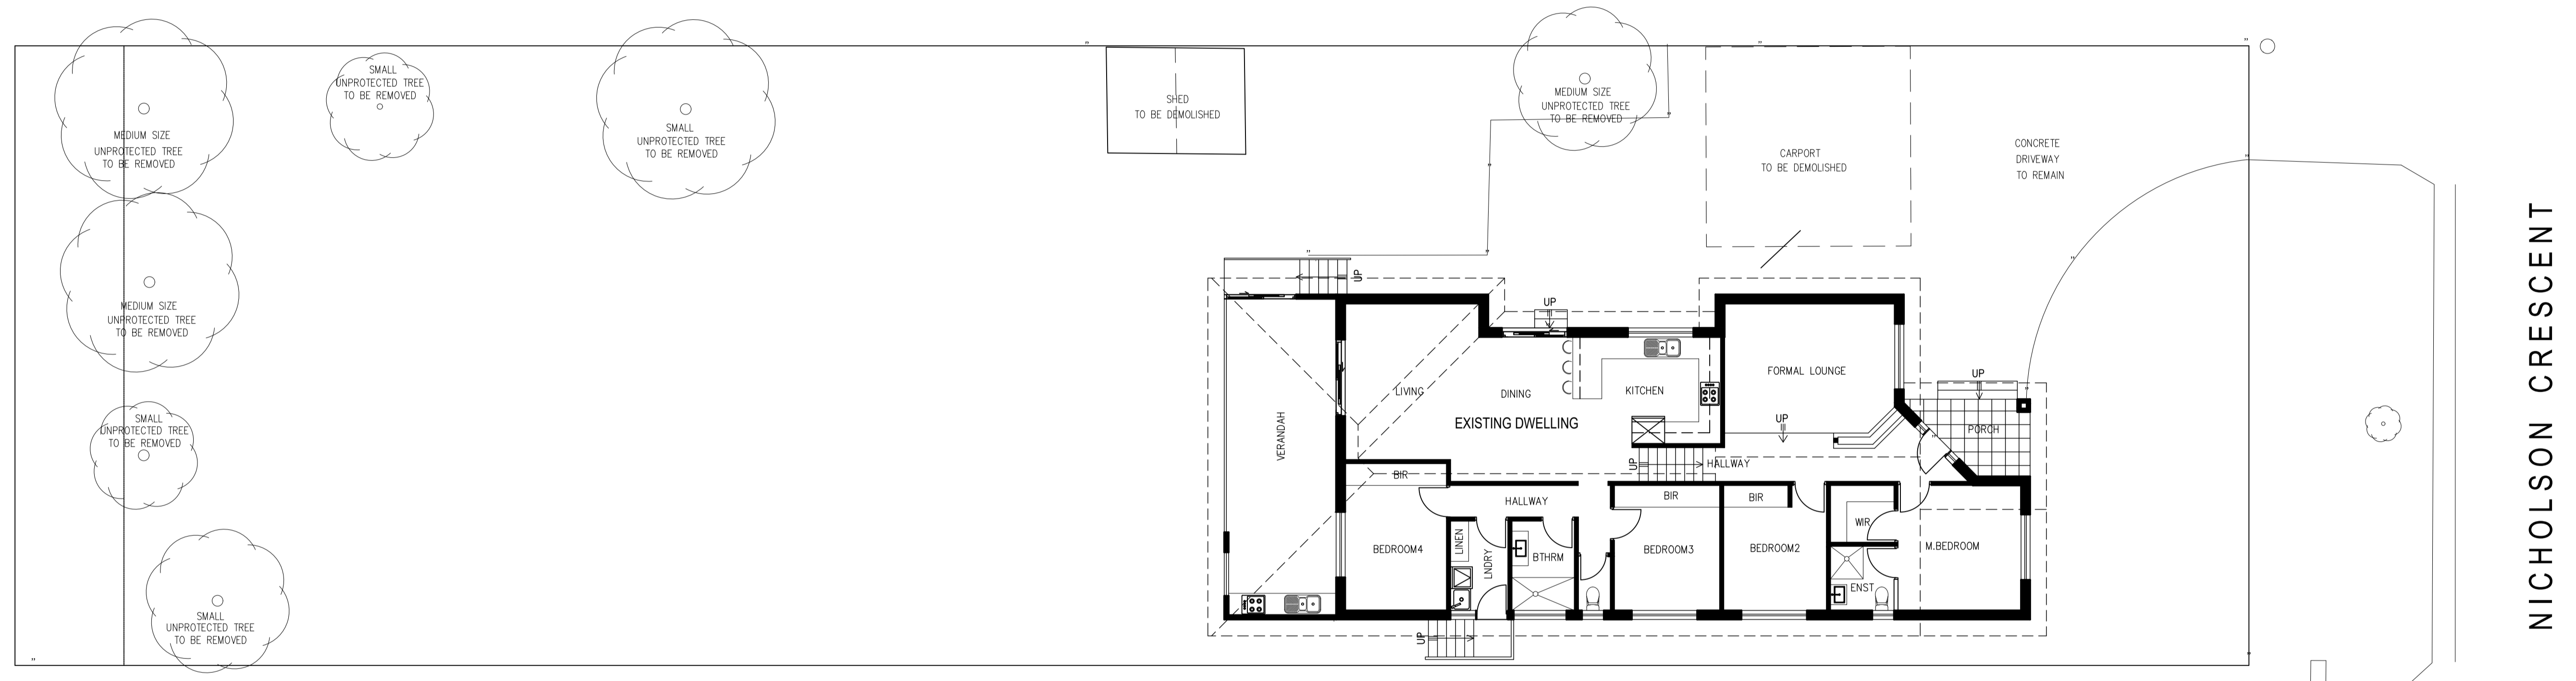 MEDIUM SIZE
UNPROTECTED TREE
TO BE REMOVED
SMALL
UNPROTECTED TREE
TO BE REMOVED
SMALL
UNPROTECTED TREE
TO BE REMOVED
SHED
TO BE DEMOLISHED
MEDIUM SIZE
UNPROTECTED TREE
TO BE REMOVED
CARPORT
TO BE DEMOLISHED
CONCRETE
DRIVEWAY
TO REMAIN
MEDIUM SIZE
UNPROTECTED TREE
TO BE REMOVED
SMALL
UNPROTECTED TREE
TO BE REMOVED
SMALL
UNPROTECTED TREE
TO BE REMOVED
UP
UP
LIVING
DINING
KITCHEN
EXISTING DWELLING
FORMAL LOUNGE
UP
UP
PORCH
VERANDAH
UP
HALLWAY
BIR
HALLWAY
BIR
BIR
WIR
BEDROOM4
LINEN
LNDRY
BTHRM
BEDROOM3
BEDROOM2
M.BEDROOM
ENST
UP
NICHOLSON CRESCENT